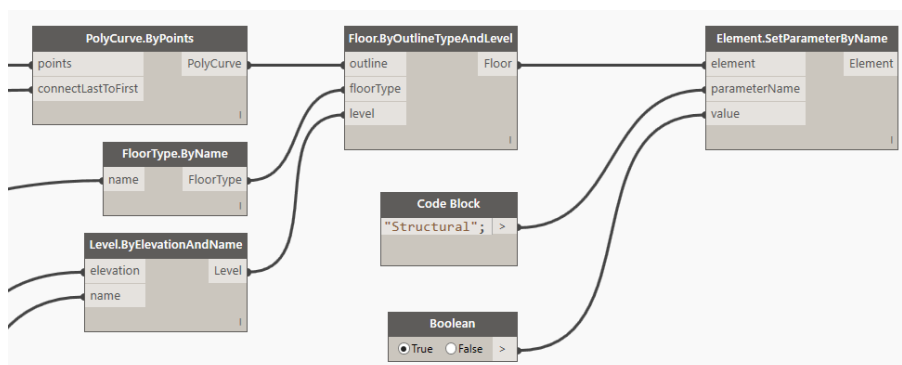 PolyCurve.ByPoints
points PolyCurve
connectLastToFirst
Floor.ByOutlineTypeAndLevel
outline Floor
floorType
level
Element.SetParameterByName
element Element
parameterName
value
FloorType.ByName
name FloorType
Code Block
"Structural"; >
Level.ByElevationAndName
elevation Level
name
Boolean
True False >